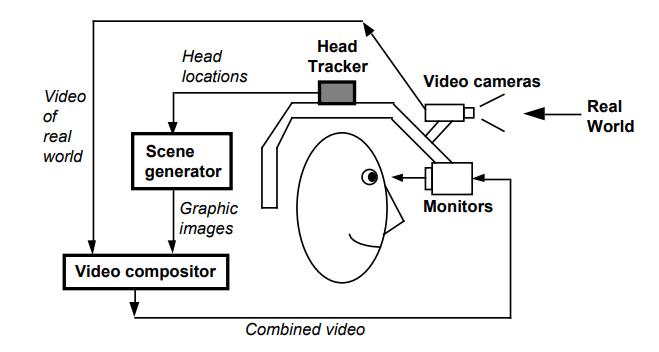 Head
Tracker
Head
locations
Video cameras
Video
of
real
world
Real
World
Scene
generator
Graphic
images
Monitors
Video compositor
Combined video